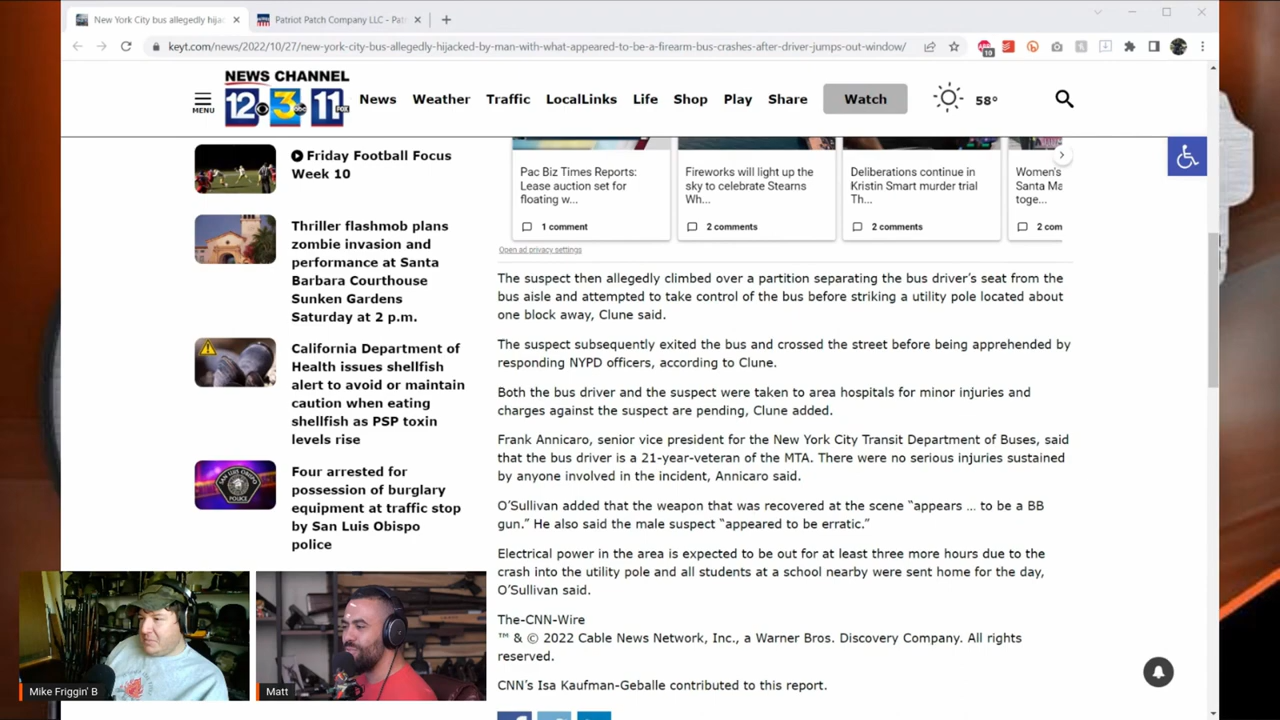 New York City bus allegedly hijac
Patriot Patch Company LLC - Pat
keyt.com/news/2022/10/27/new-york-city-bus-allegedly-hijacked-by-man-with-what-appeared-to-be-a-firearm-bus-crashes-after-driver-jumps-out-window/
10
MENU
NEWS CHANNEL
12 3 11
abc
FOX
News
Weather
Traffic
LocalLinks
Life
Shop
Play
Share
Watch
58°
Friday Football Focus
Week 10
Thriller flashmob plans
zombie invasion and
performance at Santa
Barbara Courthouse
Sunken Gardens
Saturday at 2 p.m.
California Department of
Health issues shellfish
alert to avoid or maintain
caution when eating
shellfish as PSP toxin
levels rise
Four arrested for
possession of burglary
equipment at traffic stop
by San Luis Obispo
police
Pac Biz Times Reports:
Lease auction set for
floating w...
1 comment
Fireworks will light up the
sky to celebrate Stearns
Wh...
2 comments
Deliberations continue in
Kristin Smart murder trial
Th...
2 comments
Women's
Santa Ma
toge...
2 com
Open ad privacy settings
The suspect then allegedly climbed over a partition separating the bus driver's seat from the
bus aisle and attempted to take control of the bus before striking a utility pole located about
one block away, Clune said.
The suspect subsequently exited the bus and crossed the street before being apprehended by
responding NYPD officers, according to Clune.
Both the bus driver and the suspect were taken to area hospitals for minor injuries and
charges against the suspect are pending, Clune added.
Frank Annicaro, senior vice president for the New York City Transit Department of Buses, said
that the bus driver is a 21-year-veteran of the MTA. There were no serious injuries sustained
by anyone involved in the incident, Annicaro said.
O'Sullivan added that the weapon that was recovered at the scene "appears ... to be a BB
gun." He also said the male suspect "appeared to be erratic."
Electrical power in the area is expected to be out for at least three more hours due to the
crash into the utility pole and all students at a school nearby were sent home for the day,
O'Sullivan said.
The-CNN-Wire
™ & © 2022 Cable News Network, Inc., a Warner Bros. Discovery Company. All rights
reserved.
CNN's Isa Kaufman-Geballe contributed to this report.
Mike Friggin' B
Matt